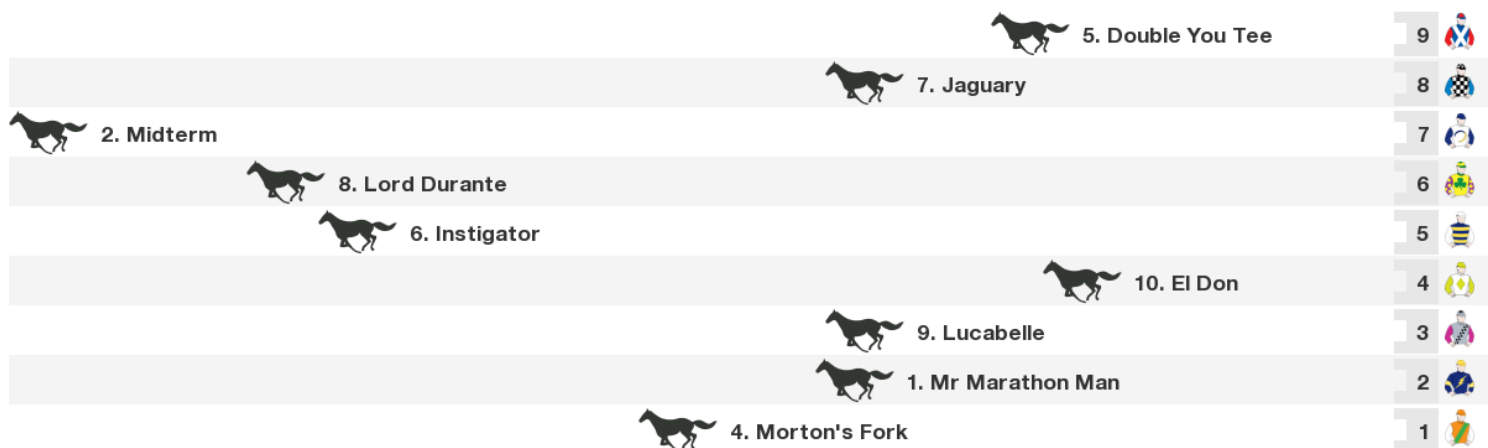 5. Double You Tee 9
7. Jaguary 8
2. Midterm 7
8. Lord Durante 6
6. Instigator 5
10. El Don 4
9. Lucabelle 3
1. Mr Marathon Man 2
4. Morton's Fork 1